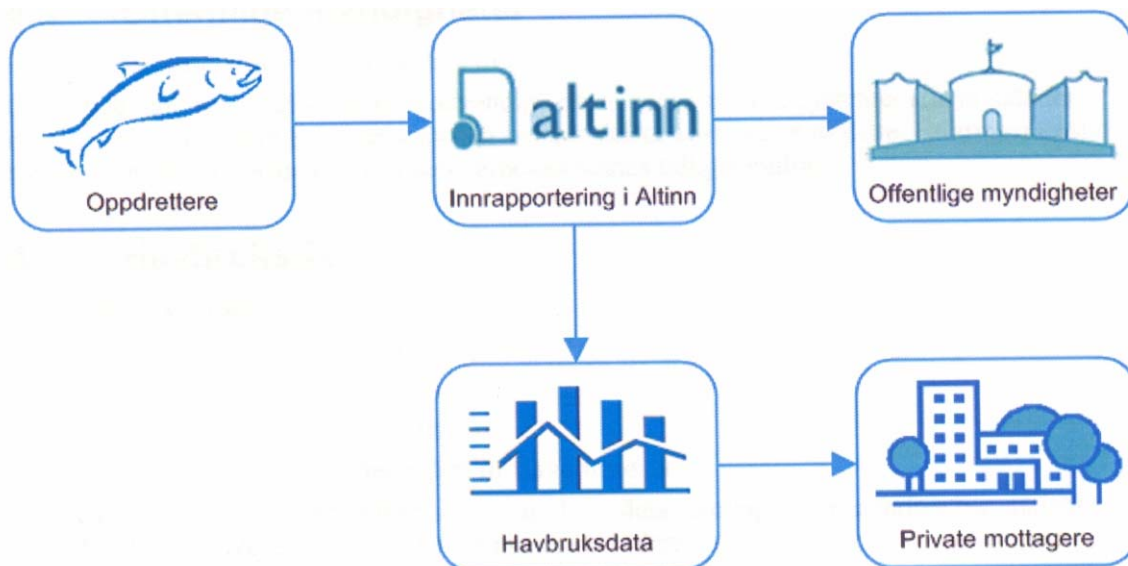 altinn
Oppdrettere
Innrapportering i Altinn
Offentlige myndigheter
Havbruksdata
Private mottagere